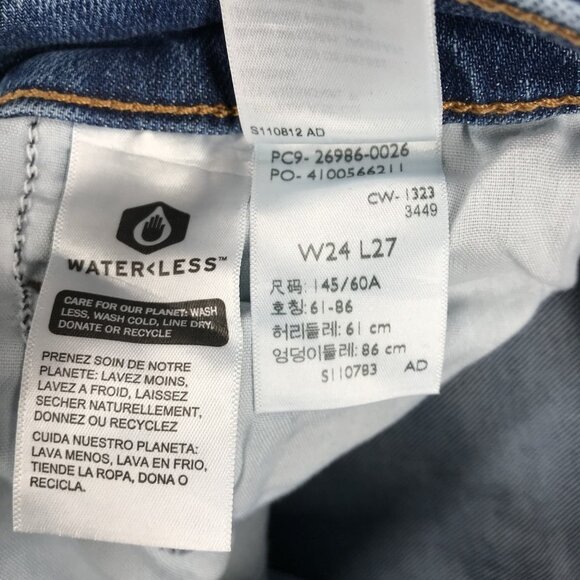 WATER<LESS™
CARE FOR OUR PLANET: WASH
LESS, WASH COLD, LINE DRY,
DONATE OR RECYCLE
PRENEZ SOIN DE NOTRE
PLANETE: LAVEZ MOINS,
LAVEZ A FROID, LAISSEZ
SECHER NATURELLEMENT,
DONNEZ OU RECYCLEZ
CUIDA NUESTRO PLANETA:
LAVA MENOS, LAVA EN FRIO,
TIENDE LA ROPA, DONA O
RECICLA.
S110812 AD
PC9- 26986-0026
PO- 4100566211
CW- 1323
3449
W24 L27
尺码: 145/60A
호칭: 61-86
허리둘레: 61 cm
엉덩이둘레: 86 cm
S110783 AD